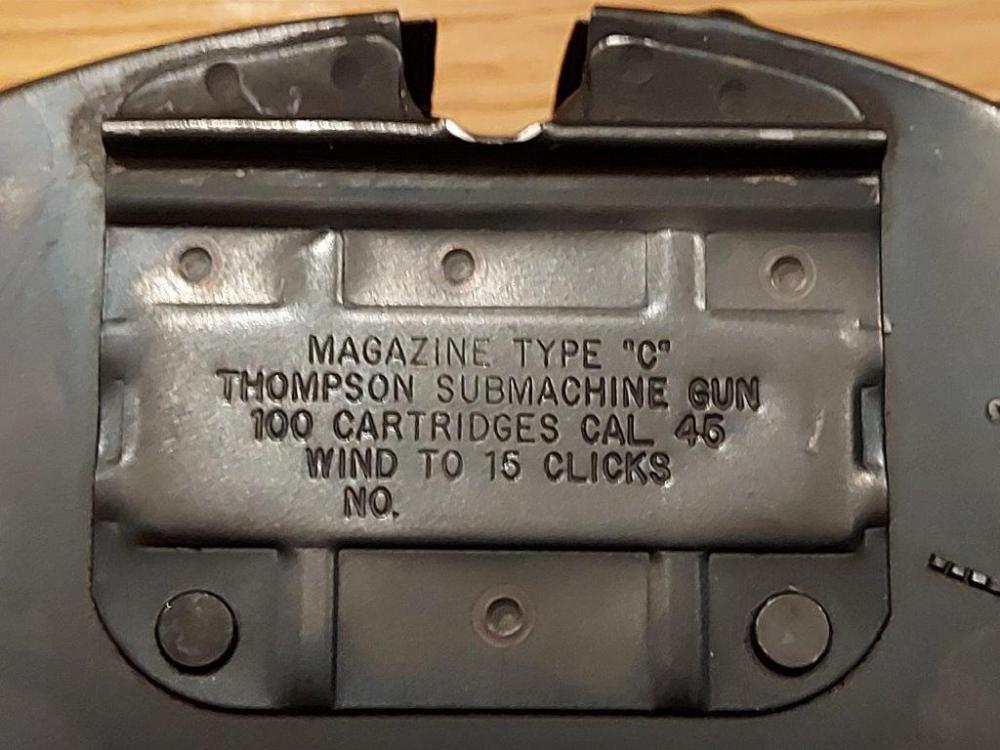 MAGAZINE TYPE "C"
THOMPSON SUBMACHINE GUN
100 CARTRIDGES CAL. 45
WIND TO 15 CLICKS
NO.